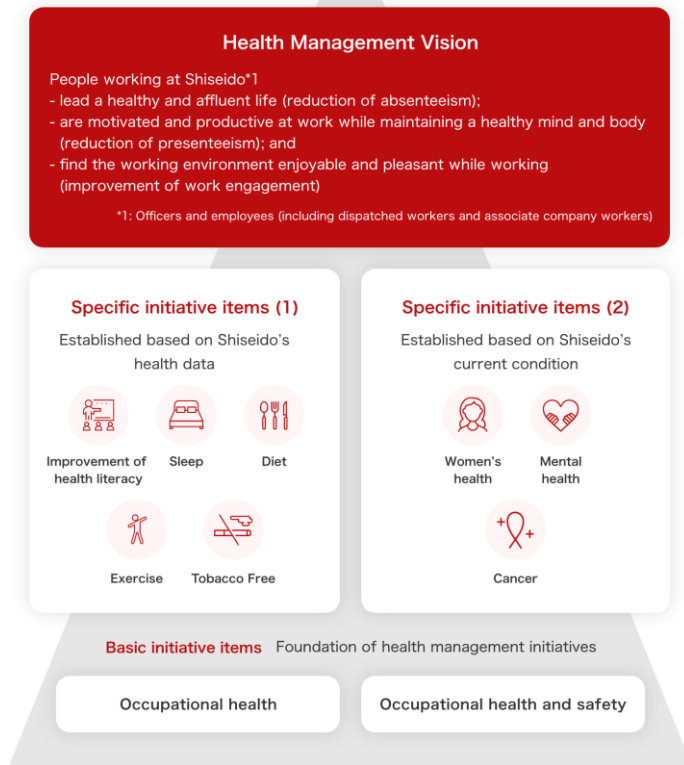 Health Management Vision
People working at Shiseido*1
- lead a healthy and affluent life (reduction of absenteeism);
- are motivated and productive at work while maintaining a healthy mind and body
(reduction of presenteeism); and
- find the working environment enjoyable and pleasant while working
(improvement of work engagement)
*1: Officers and employees (including dispatched workers and associate company workers)
Specific initiative items (1)
Established based on Shiseido's
health data
Improvement of
health literacy
Sleep
Diet
Exercise
Tobacco Free
Specific initiative items (2)
Established based on Shiseido's
current condition
Women's
health
Mental
health
Cancer
Basic initiative items Foundation of health management initiatives
Occupational health
Occupational health and safety